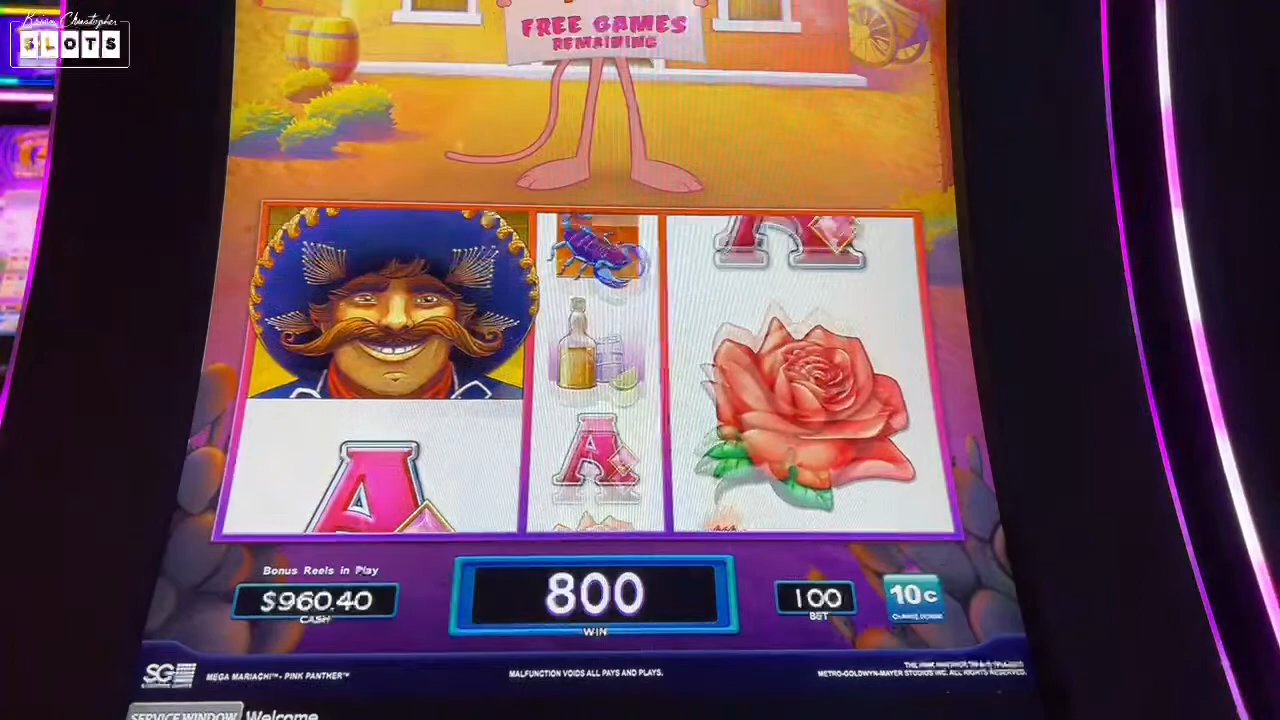 Brian Christopher
SLOTS
FREE GAMES
REMAINING
A
A
A
Bonus Reels in Play
$960.40
CASH
800
WIN
100
BET
10¢
SG
MEGA MARIACHI™ - PINK PANTHER™
MALFUNCTION VOIDS ALL PAYS AND PLAYS.
METRO-GOLDWYN-MAYER STUDIOS INC. ALL RIGHTS RESERVED.
SERVICE WINDOW
Welcome